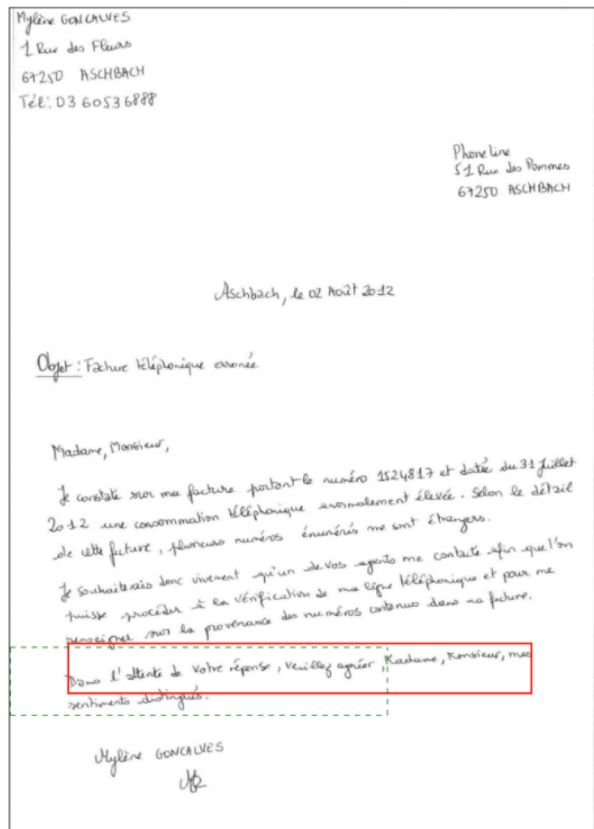 Mylène GONCALVES
1 Rue des Fleurs
67250 ASCHBACH
Tél: 03 60 53 68 88
Phoneline
51 Rue des Pommes
67250 ASCHBACH
Aschbach, le 02 Août 2012
Objet : Facture téléphonique erronée
Madame, Monsieur,
Je constate sur ma facture portant le numéro 1524817 et datée du 31 Juillet
2012 une consommation téléphonique anormalement élevée. Selon le détail
de cette facture, plusieurs numéros énumérés me sont étrangers.
Je souhaiterais donc vivement qu'un de vos agents me contacte afin que l'on
puisse procéder à la vérification de ma ligne téléphonique et pour me
renseigner sur la provenance des numéros contenus dans ma facture.
Dans l'attente de votre réponse, veuillez agréer, Madame, Monsieur, mes
sentiments distingués.
Mylène GONCALVES